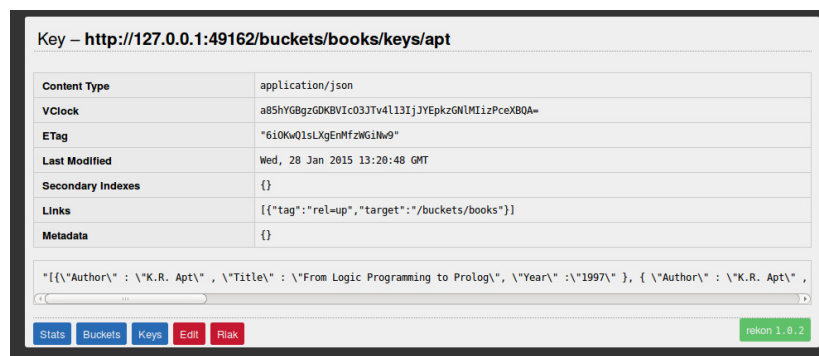 Key – http://127.0.0.1:49162/buckets/books/keys/apt
Content Type application/json
VClock a85hYGBgzGDKBVIcO3JTv4l13IjJYEpkzGNlMIizPceXBQA=
ETag "6iOKwQ1sLXgEnMfzWGiNw9"
Last Modified Wed, 28 Jan 2015 13:20:48 GMT
Secondary Indexes {}
Links [{"tag":"rel=up","target":"/buckets/books"}]
Metadata {}
"[{\"Author\" : \"K.R. Apt\" , \"Title\" : \"From Logic Programming to Prolog\", \"Year\" :\"1997\" }, { \"Author\" : \"K.R. Apt\" ,
Stats Buckets Keys Edit Riak rekon 1.0.2